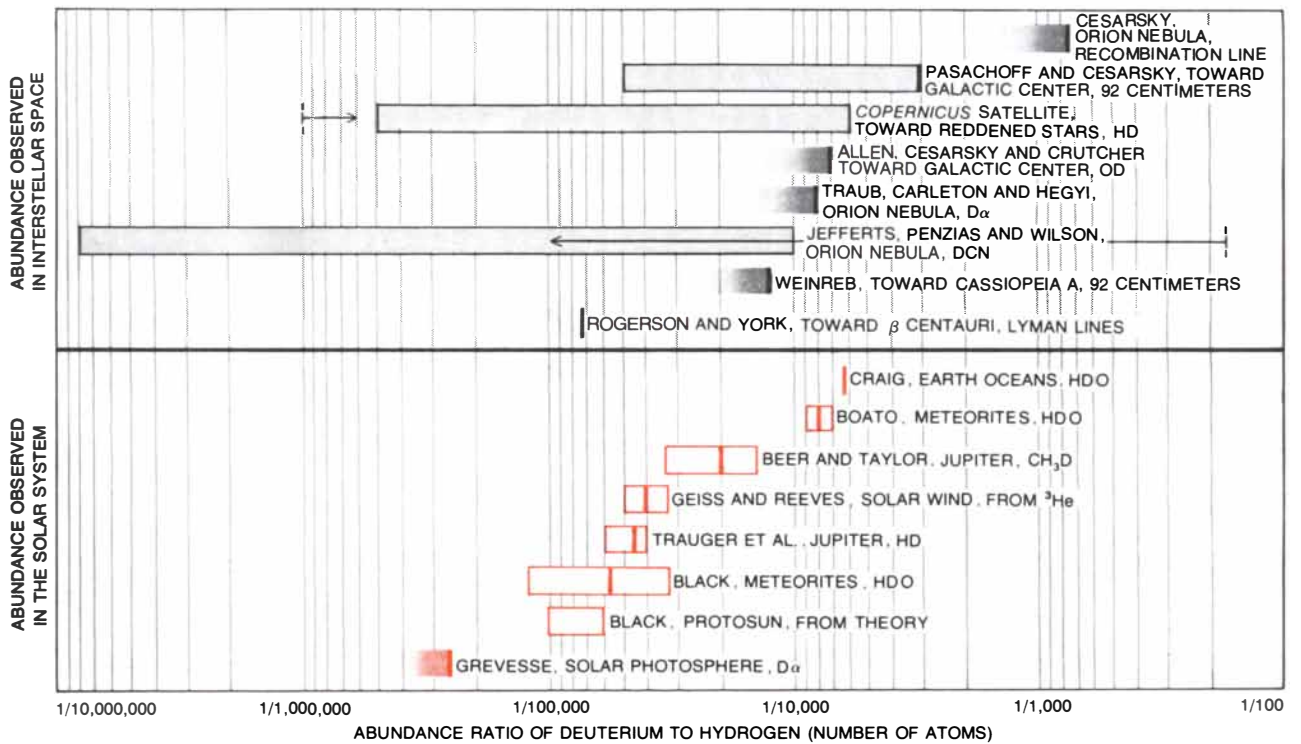 ABUNDANCE OBSERVED
IN INTERSTELLAR SPACE
CESARSKY,
ORION NEBULA,
RECOMBINATION LINE
PASACHOFF AND CESARSKY, TOWARD
GALACTIC CENTER, 92 CENTIMETERS
COPERNICUS SATELLITE,
TOWARD REDDENED STARS, HD
ALLEN, CESARSKY AND CRUTCHER
TOWARD GALACTIC CENTER, OD
TRAUB, CARLETON AND HEGYI,
ORION NEBULA, Dα
JEFFERTS, PENZIAS AND WILSON,
ORION NEBULA, DCN
WEINREB, TOWARD CASSIOPEIA A, 92 CENTIMETERS
ROGERSON AND YORK, TOWARD β CENTAURI, LYMAN LINES
ABUNDANCE OBSERVED
IN THE SOLAR SYSTEM
CRAIG, EARTH OCEANS, HDO
BOATO, METEORITES, HDO
BEER AND TAYLOR, JUPITER, CH₃D
GEISS AND REEVES, SOLAR WIND, FROM ³He
TRAUGER ET AL., JUPITER, HD
BLACK, METEORITES, HDO
BLACK, PROTOSUN, FROM THEORY
GREVESSE, SOLAR PHOTOSPHERE, Dα
1/10,000,000 1/1,000,000 1/100,000 1/10,000 1/1,000 1/100
ABUNDANCE RATIO OF DEUTERIUM TO HYDROGEN (NUMBER OF ATOMS)